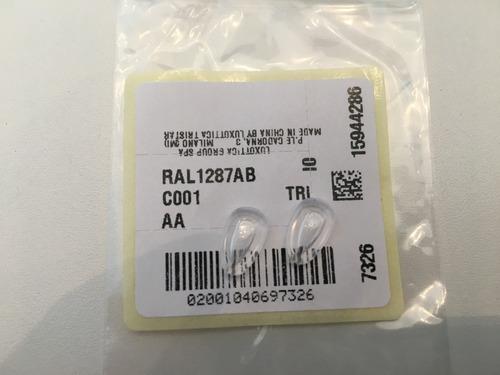 LUXOTTICA GROUP SPA
P.LE CADORNA, 3 MILANO (MI)
MADE IN CHINA BY LUXOTTICA TRISTAR
IC
RAL1287AB
C001 TRI
AA
02001040697326
15944286
7326